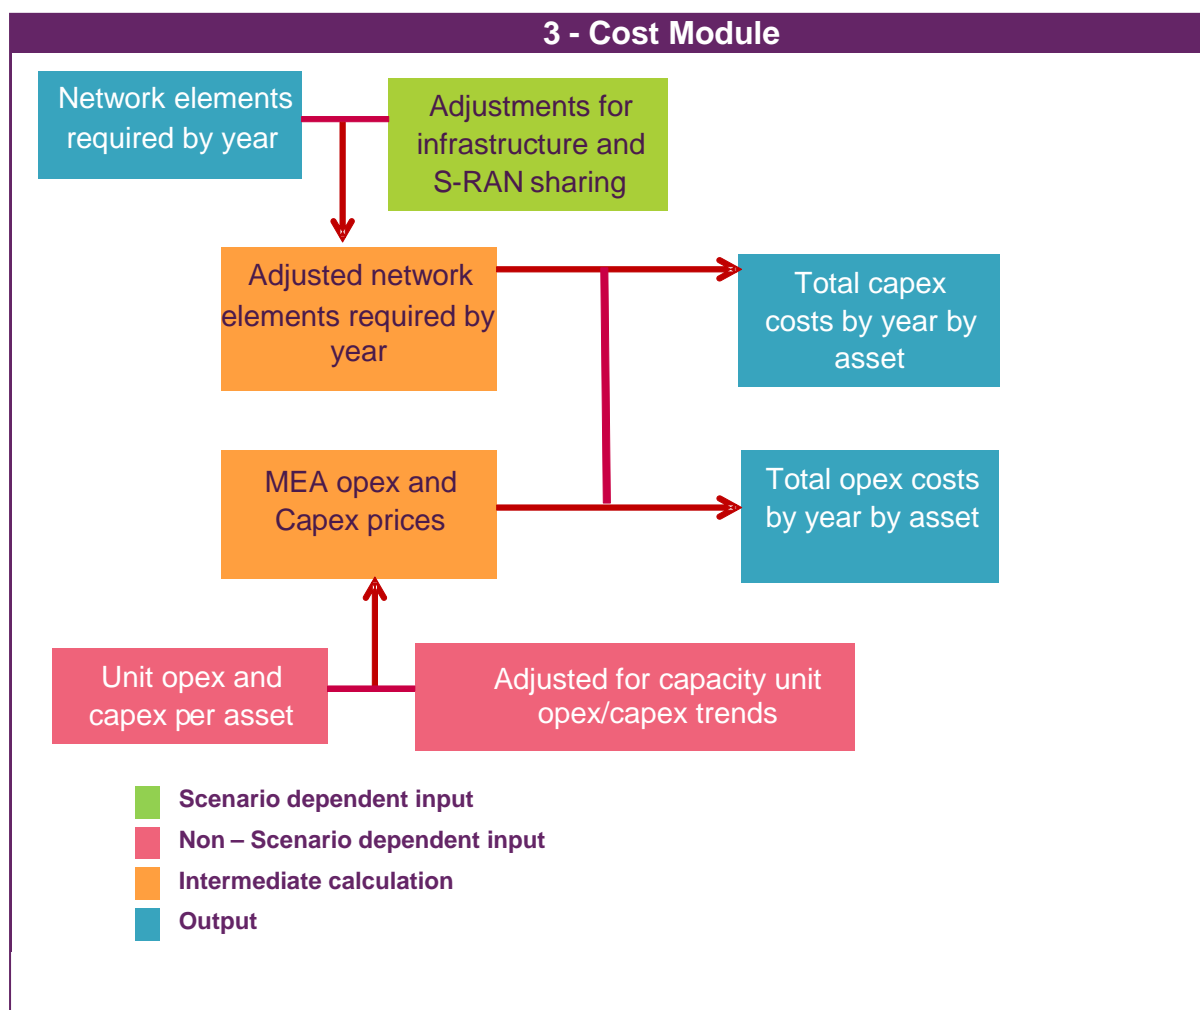 3 - Cost Module
Network elements
required by year
Adjustments for
infrastructure and
S-RAN sharing
Adjusted network
elements required by
year
Total capex
costs by year by
asset
MEA opex and
Capex prices
Total opex costs
by year by asset
Unit opex and
capex per asset
Adjusted for capacity unit
opex/capex trends
Scenario dependent input
Non – Scenario dependent input
Intermediate calculation
Output